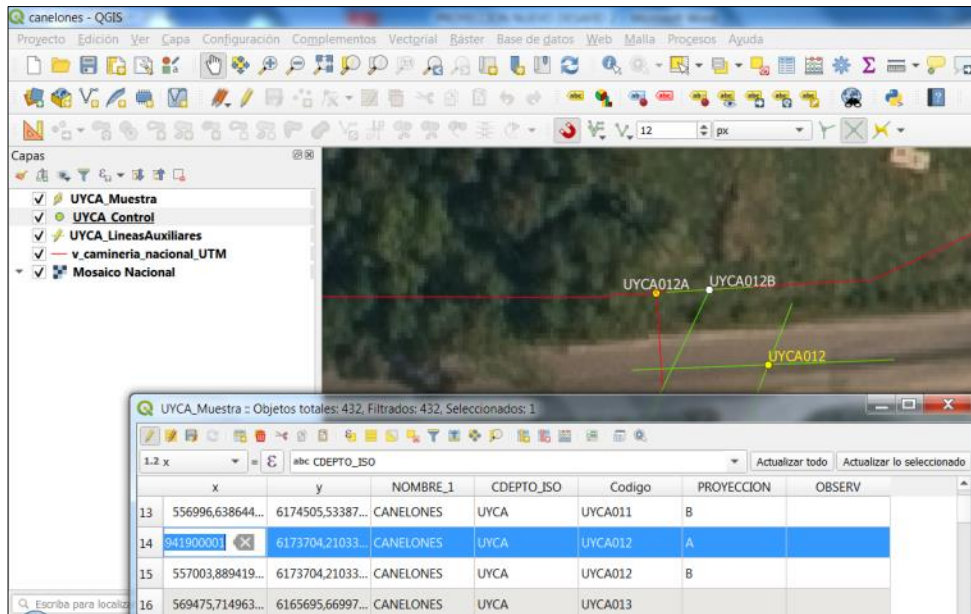 canelones - QGIS
Proyecto Edición Ver Capa Configuración Complementos Vectorial Ráster Base de datos Web Malla Procesos Ayuda
12 px
Capas
UYCA_Muestra
UYCA_Control
UYCA_LineasAuxiliares
v_camineria_nacional_UTM
Mosaico Nacional
UYCA012A UYCA012B
UYCA012
UYCA_Muestra :: Objetos totales: 432, Filtrados: 432, Seleccionados: 1
1.2 x = ε abc CDEPTO_ISO Actualizar todo Actualizar lo seleccionado
x y NOMBRE_1 CDEPTO_ISO Codigo PROYECCION OBSERV
13 556996,638644... 6174505,53387... CANELONES UYCA UYCA011 B
14 941900001 6173704,21033... CANELONES UYCA UYCA012 A
15 557003,889419... 6173704,21033... CANELONES UYCA UYCA012 B
16 569475,714963... 6165695,66997... CANELONES UYCA UYCA013
Escriba para localiz